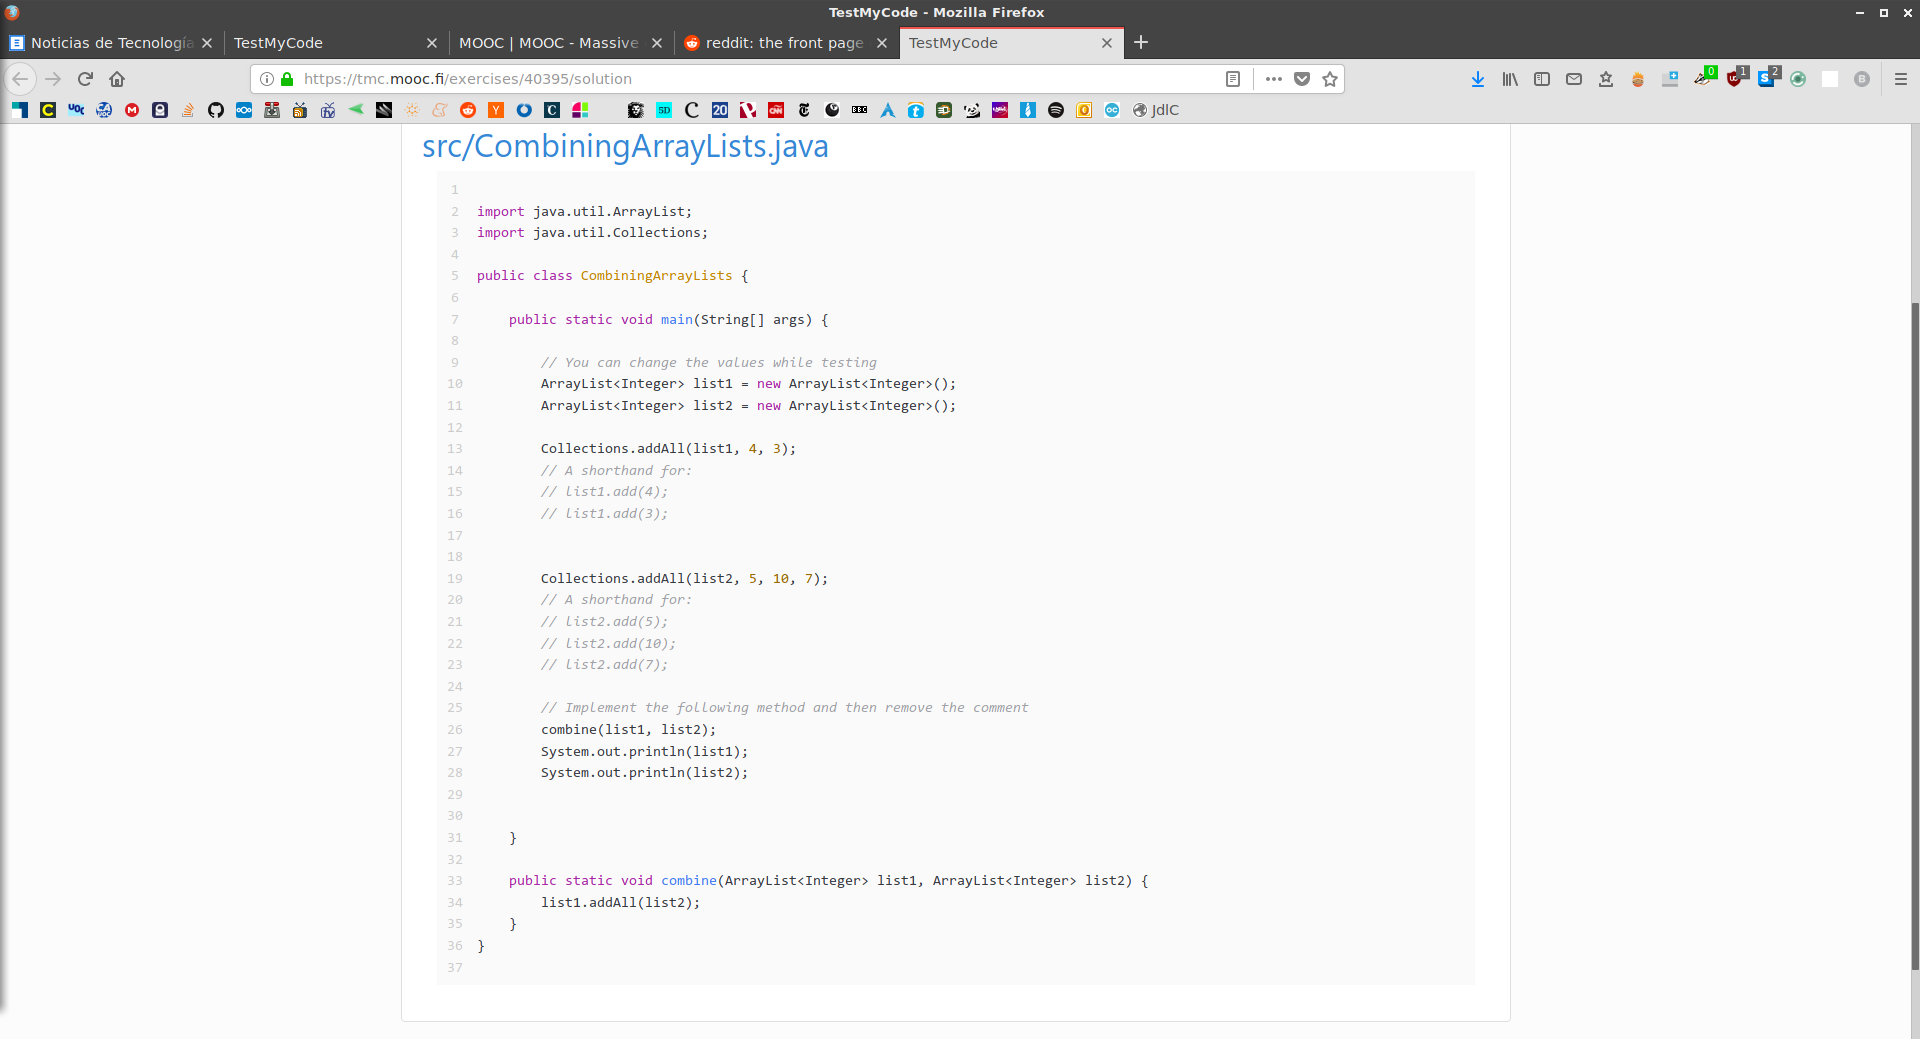 TestMyCode - Mozilla Firefox
Noticias de Tecnología
TestMyCode
MOOC | MOOC - Massive
reddit: the front page
TestMyCode
https://tmc.mooc.fi/exercises/40395/solution
0
1
2
JdlC
src/CombiningArrayLists.java
1
2 import java.util.ArrayList;
3 import java.util.Collections;
4
5 public class CombiningArrayLists {
6
7 public static void main(String[] args) {
8
9 // You can change the values while testing
10 ArrayList<Integer> list1 = new ArrayList<Integer>();
11 ArrayList<Integer> list2 = new ArrayList<Integer>();
12
13 Collections.addAll(list1, 4, 3);
14 // A shorthand for:
15 // list1.add(4);
16 // list1.add(3);
17
18
19 Collections.addAll(list2, 5, 10, 7);
20 // A shorthand for:
21 // list2.add(5);
22 // list2.add(10);
23 // list2.add(7);
24
25 // Implement the following method and then remove the comment
26 combine(list1, list2);
27 System.out.println(list1);
28 System.out.println(list2);
29
30
31 }
32
33 public static void combine(ArrayList<Integer> list1, ArrayList<Integer> list2) {
34 list1.addAll(list2);
35 }
36 }
37